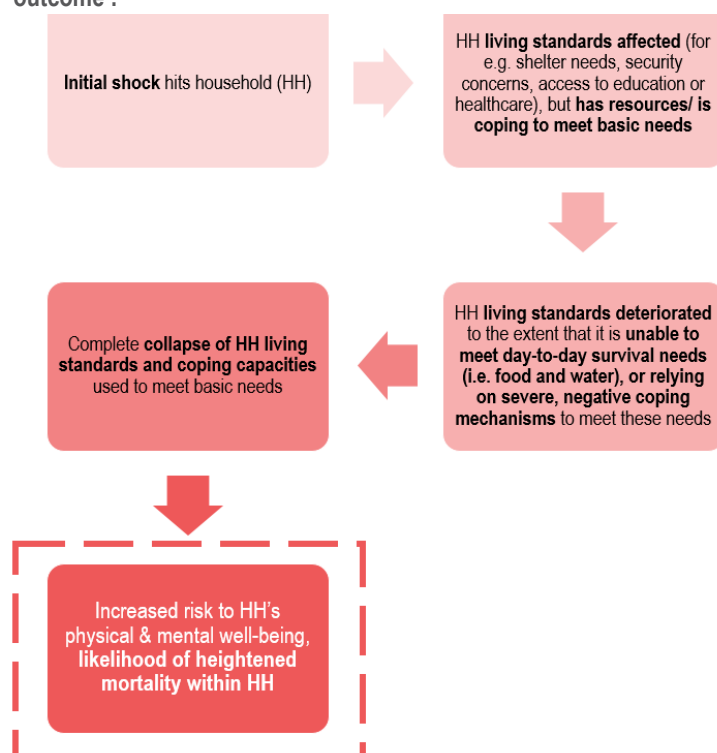 outcome :
Initial shock hits household (HH)
HH living standards affected (for
e.g. shelter needs, security
concerns, access to education or
healthcare), but has resources/ is
coping to meet basic needs
HH living standards deteriorated
to the extent that it is unable to
meet day-to-day survival needs
(i.e. food and water), or relying
on severe, negative coping
mechanisms to meet these needs
Complete collapse of HH living
standards and coping capacities
used to meet basic needs
Increased risk to HH's
physical & mental well-being,
likelihood of heightened
mortality within HH